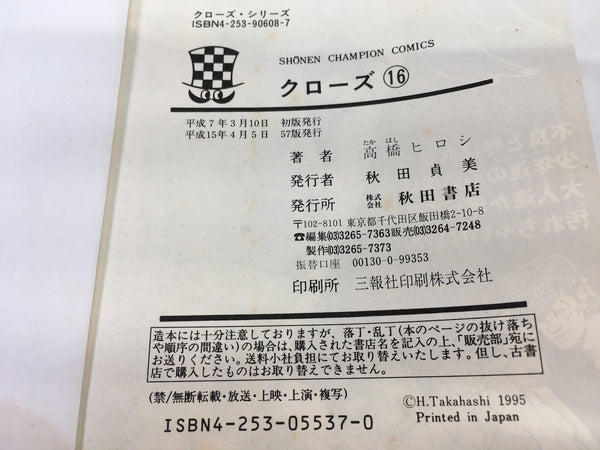 クローズ・シリーズ
ISBN4-253-90608-7
SHŌNEN CHAMPION COMICS
クローズ ⑯
平成7年3月10日 初版発行
平成15年4月5日 57版発行
著者 高橋ヒロシ
たか はし
発行者 秋田貞美
発行所 株式会社 秋田書店
〒102-8101 東京都千代田区飯田橋2-10-8
☎編集(03)3265-7363販売(03)3264-7248
製作(03)3265-7373
振替口座 00130-0-99353
印刷所 三報社印刷株式会社
造本には十分注意しておりますが、落丁・乱丁(本のページの抜け落ち
や順序の間違い)の場合は、購入された書店名を記入の上、「販売部」宛に
お送りください。送料小社負担にてお取り替えいたします。但し、古書
店で購入したものはお取り替えできません。
(禁/無断転載・放送・上映・上演・複写)
ISBN4-253-05537-0
©H.Takahashi 1995
Printed in Japan